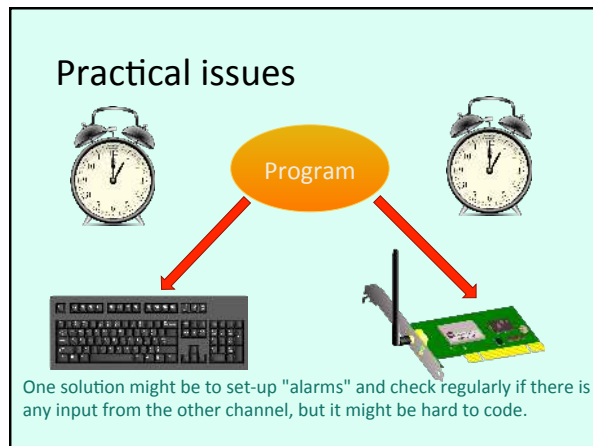 Practical issues
Program
One solution might be to set-up "alarms" and check regularly if there is
any input from the other channel, but it might be hard to code.